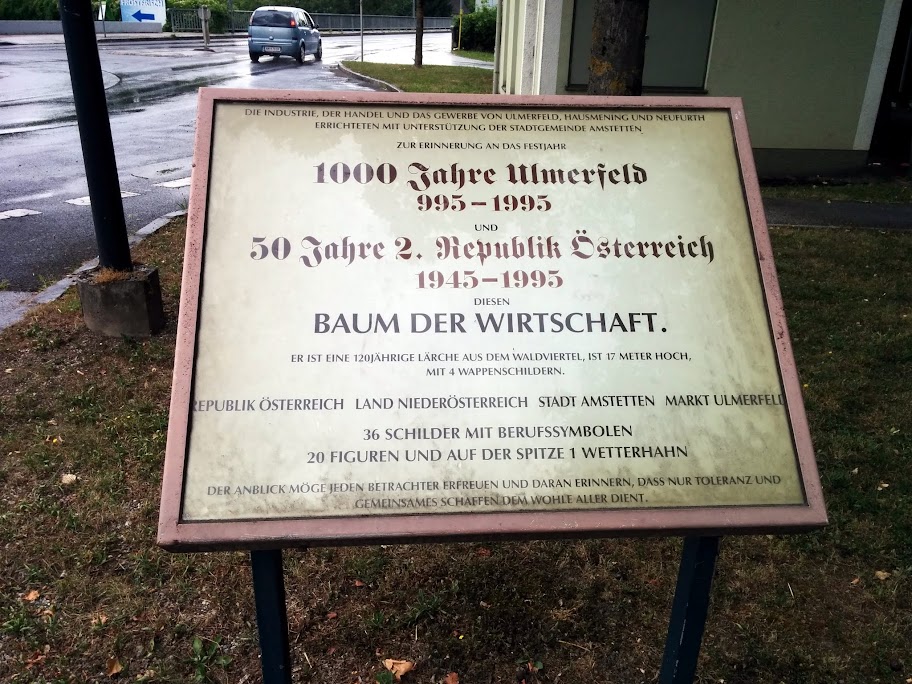 DIE INDUSTRIE, DER HANDEL UND DAS GEWERBE VON ULMERFELD, HAUSMENING UND NEUFURTH
ERRICHTETEN MIT UNTERSTÜTZUNG DER STADTGEMEINDE AMSTETTEN
ZUR ERINNERUNG AN DAS FESTJAHR
1000 Jahre Ulmerfeld
995–1995
UND
50 Jahre 2. Republik Österreich
1945–1995
DIESEN
BAUM DER WIRTSCHAFT.
ER IST EINE 120JÄHRIGE LÄRCHE AUS DEM WALDVIERTEL, IST 17 METER HOCH,
MIT 4 WAPPENSCHILDERN.
REPUBLIK ÖSTERREICH LAND NIEDERÖSTERREICH STADT AMSTETTEN MARKT ULMERFELD
36 SCHILDER MIT BERUFSSYMBOLEN
20 FIGUREN UND AUF DER SPITZE 1 WETTERHAHN
DER ANBLICK MÖGE JEDEN BETRACHTER ERFREUEN UND DARAN ERINNERN, DASS NUR TOLERANZ UND
GEMEINSAMES SCHAFFEN DEM WOHLE ALLER DIENT.